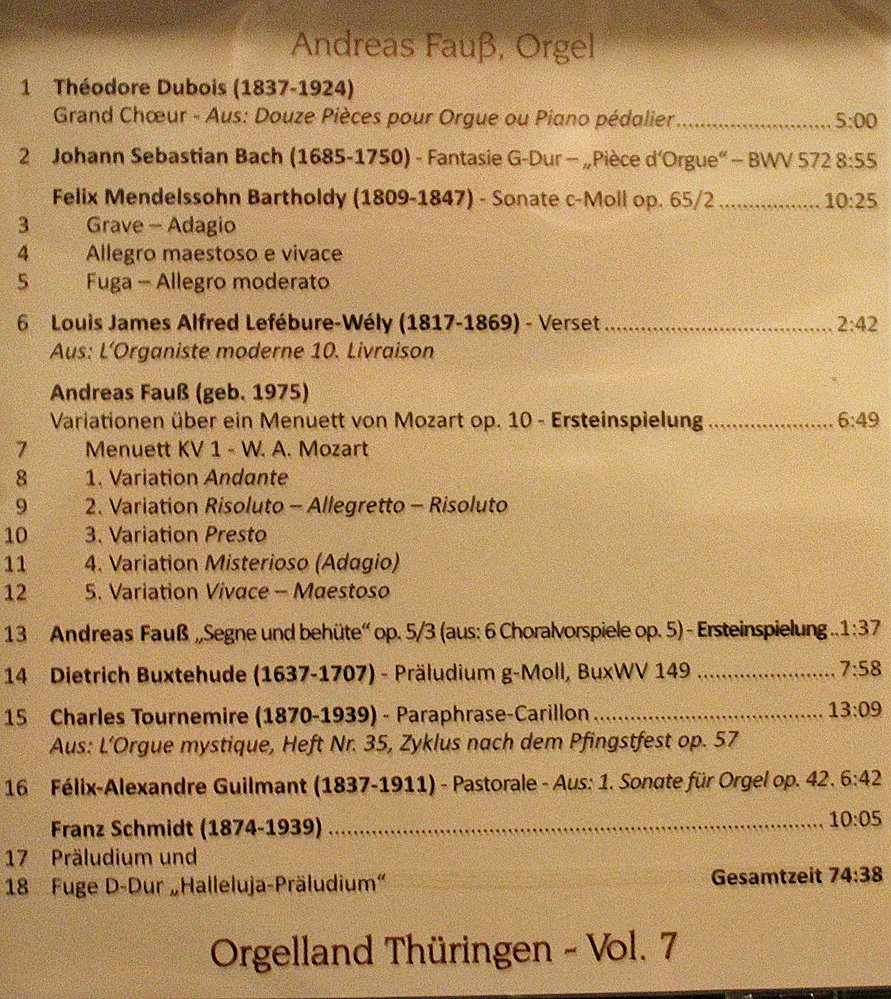 Andreas Fauß, Orgel
1 Théodore Dubois (1837-1924)
Grand Chœur - Aus: Douze Pièces pour Orgue ou Piano pédalier.......................... 5:00
2 Johann Sebastian Bach (1685-1750) - Fantasie G-Dur – „Pièce d‘Orgue“ – BWV 572 8:55
Felix Mendelssohn Bartholdy (1809-1847) - Sonate c-Moll op. 65/2 ................. 10:25
3 Grave – Adagio
4 Allegro maestoso e vivace
5 Fuga – Allegro moderato
6 Louis James Alfred Lefébure-Wély (1817-1869) - Verset ...................................... 2:42
Aus: L‘Organiste moderne 10. Livraison
Andreas Fauß (geb. 1975)
Variationen über ein Menuett von Mozart op. 10 - Ersteinspielung ..................... 6:49
7 Menuett KV 1 - W. A. Mozart
8 1. Variation Andante
9 2. Variation Risoluto – Allegretto – Risoluto
10 3. Variation Presto
11 4. Variation Misterioso (Adagio)
12 5. Variation Vivace – Maestoso
13 Andreas Fauß „Segne und behüte“ op. 5/3 (aus: 6 Choralvorspiele op. 5) - Ersteinspielung ..1:37
14 Dietrich Buxtehude (1637-1707) - Präludium g-Moll, BuxWV 149 ....................... 7:58
15 Charles Tournemire (1870-1939) - Paraphrase-Carillon ...................................... 13:09
Aus: L‘Orgue mystique, Heft Nr. 35, Zyklus nach dem Pfingstfest op. 57
16 Félix-Alexandre Guilmant (1837-1911) - Pastorale - Aus: 1. Sonate für Orgel op. 42. 6:42
Franz Schmidt (1874-1939) .................................................................................. 10:05
17 Präludium und
18 Fuge D-Dur „Halleluja-Präludium“ Gesamtzeit 74:38
Orgelland Thüringen - Vol. 7